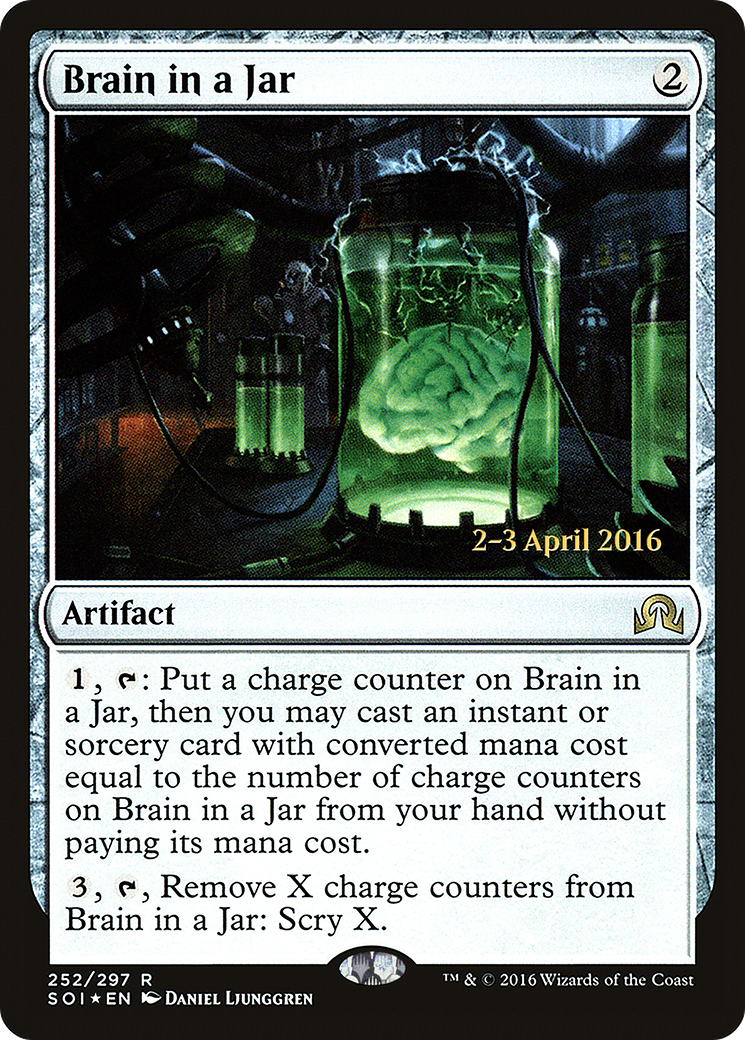 Brain in a Jar 2
2–3 April 2016
Artifact
1, T: Put a charge counter on Brain in
a Jar, then you may cast an instant or
sorcery card with converted mana cost
equal to the number of charge counters
on Brain in a Jar from your hand without
paying its mana cost.
3, T, Remove X charge counters from
Brain in a Jar: Scry X.
252/297 R
SOI★EN Daniel Ljunggren
™ & © 2016 Wizards of the Coast